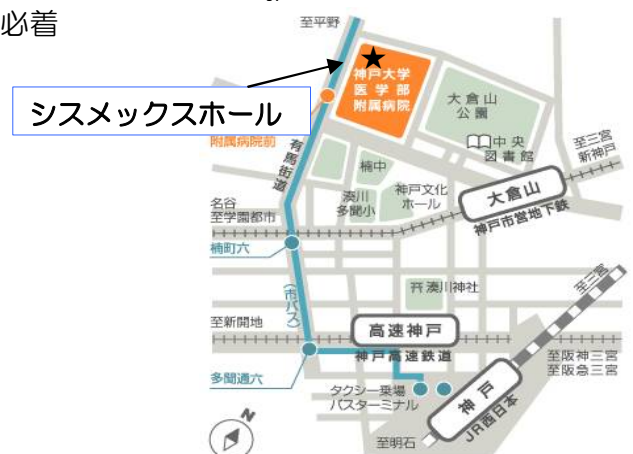 必着
至平野
神戸大学
医学部
附属病院
大倉山
公園
シスメックスホール
附属病院前
有馬街道
中央
図書館
至三宮
新神戸
楠中
湊川
多聞小
神戸文化
ホール
大倉山
神戸市営地下鉄
名谷
至学園都市
楠町六
(市バス)
湊川神社
至三宮
至新開地
高速神戸
神戸高速鉄道
至阪神三宮
至阪急三宮
多聞通六
タクシー乗場
バスターミナル
神戸
JR西日本
N
至明石